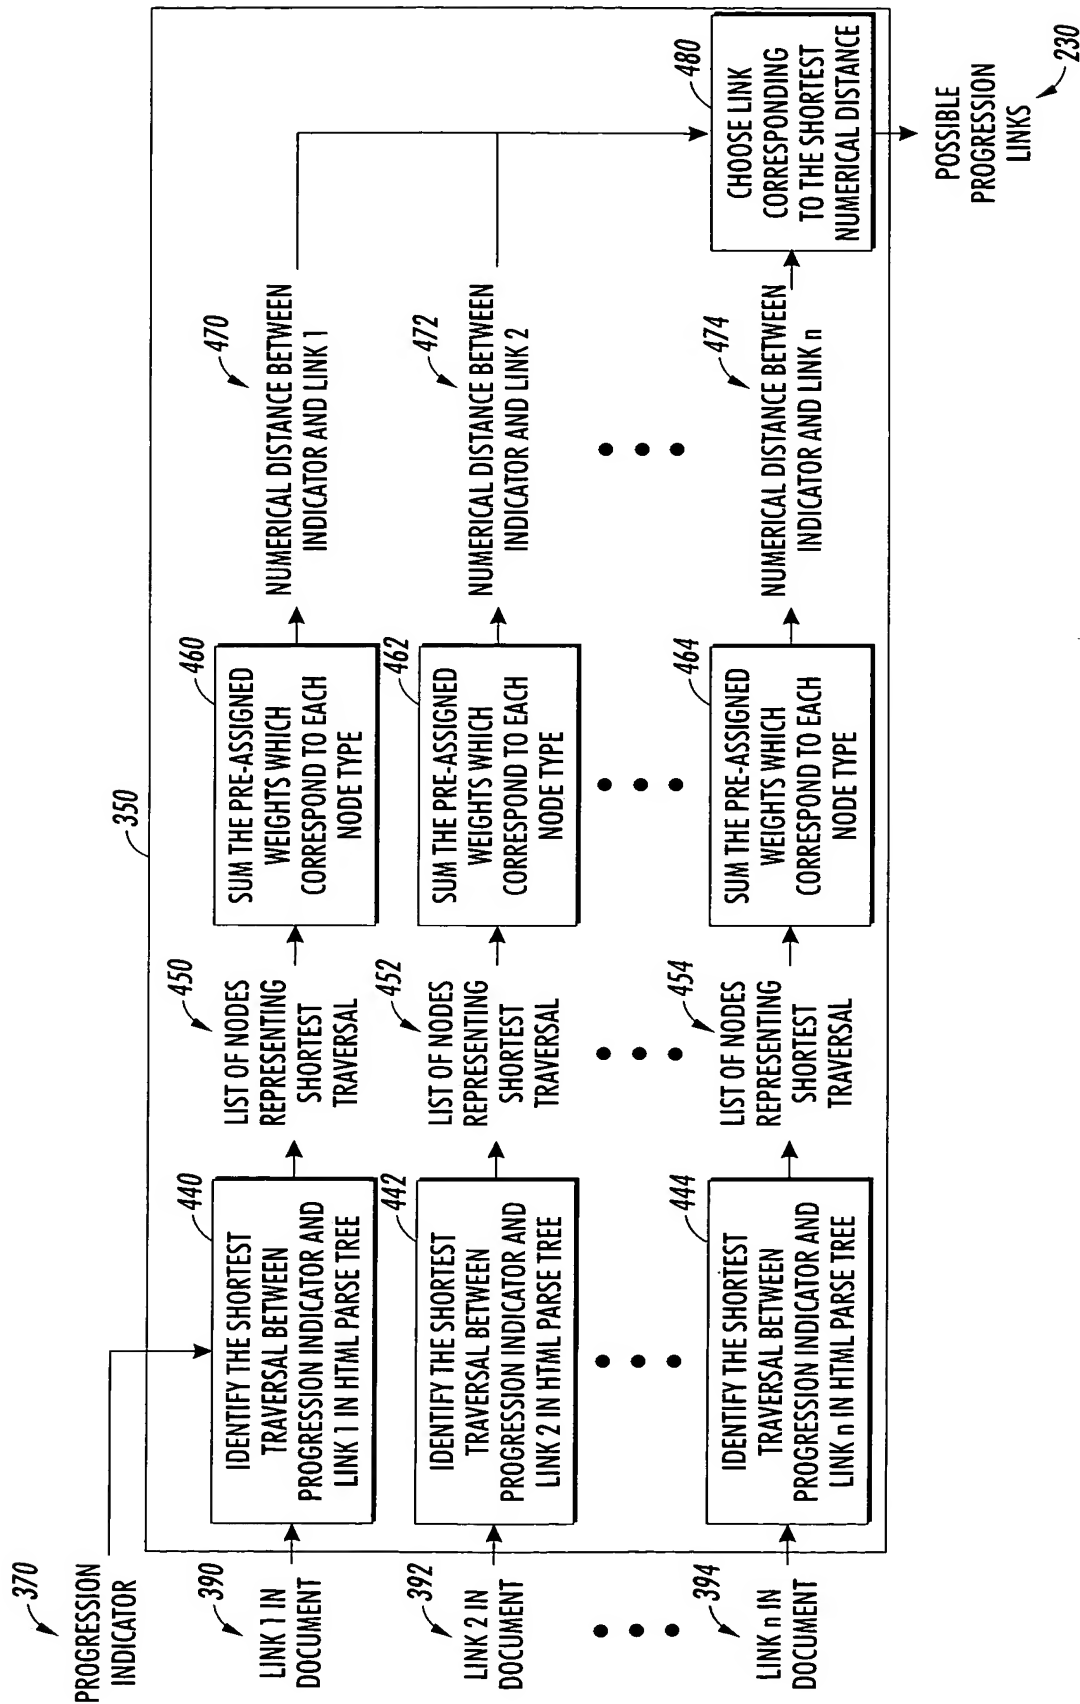 370
PROGRESSION
INDICATOR
350
390
LINK 1 IN
DOCUMENT
440
IDENTIFY THE SHORTEST
TRAVERSAL BETWEEN
PROGRESSION INDICATOR AND
LINK 1 IN HTML PARSE TREE
450
LIST OF NODES
REPRESENTING
SHORTEST
TRAVERSAL
460
SUM THE PRE-ASSIGNED
WEIGHTS WHICH
CORRESPOND TO EACH
NODE TYPE
470
NUMERICAL DISTANCE BETWEEN
INDICATOR AND LINK 1
392
LINK 2 IN
DOCUMENT
442
IDENTIFY THE SHORTEST
TRAVERSAL BETWEEN
PROGRESSION INDICATOR AND
LINK 2 IN HTML PARSE TREE
452
LIST OF NODES
REPRESENTING
SHORTEST
TRAVERSAL
462
SUM THE PRE-ASSIGNED
WEIGHTS WHICH
CORRESPOND TO EACH
NODE TYPE
472
NUMERICAL DISTANCE BETWEEN
INDICATOR AND LINK 2
394
LINK n IN
DOCUMENT
444
IDENTIFY THE SHORTEST
TRAVERSAL BETWEEN
PROGRESSION INDICATOR AND
LINK n IN HTML PARSE TREE
454
LIST OF NODES
REPRESENTING
SHORTEST
TRAVERSAL
464
SUM THE PRE-ASSIGNED
WEIGHTS WHICH
CORRESPOND TO EACH
NODE TYPE
474
NUMERICAL DISTANCE BETWEEN
INDICATOR AND LINK n
480
CHOOSE LINK
CORRESPONDING
TO THE SHORTEST
NUMERICAL DISTANCE
POSSIBLE
PROGRESSION
LINKS
230